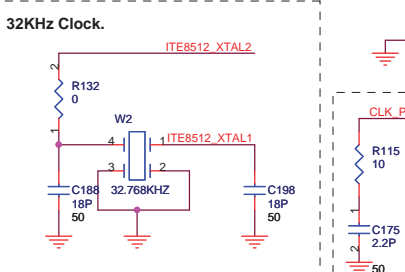 32KHz Clock.
ITE8512_XTAL2
2
R132
0
1
W2
4
1
ITE8512_XTAL1
3
2
C188
18P
50
32.768KHZ
C198
18P
50
CLK_P
R115
10
1
C175
2.2P
2
50